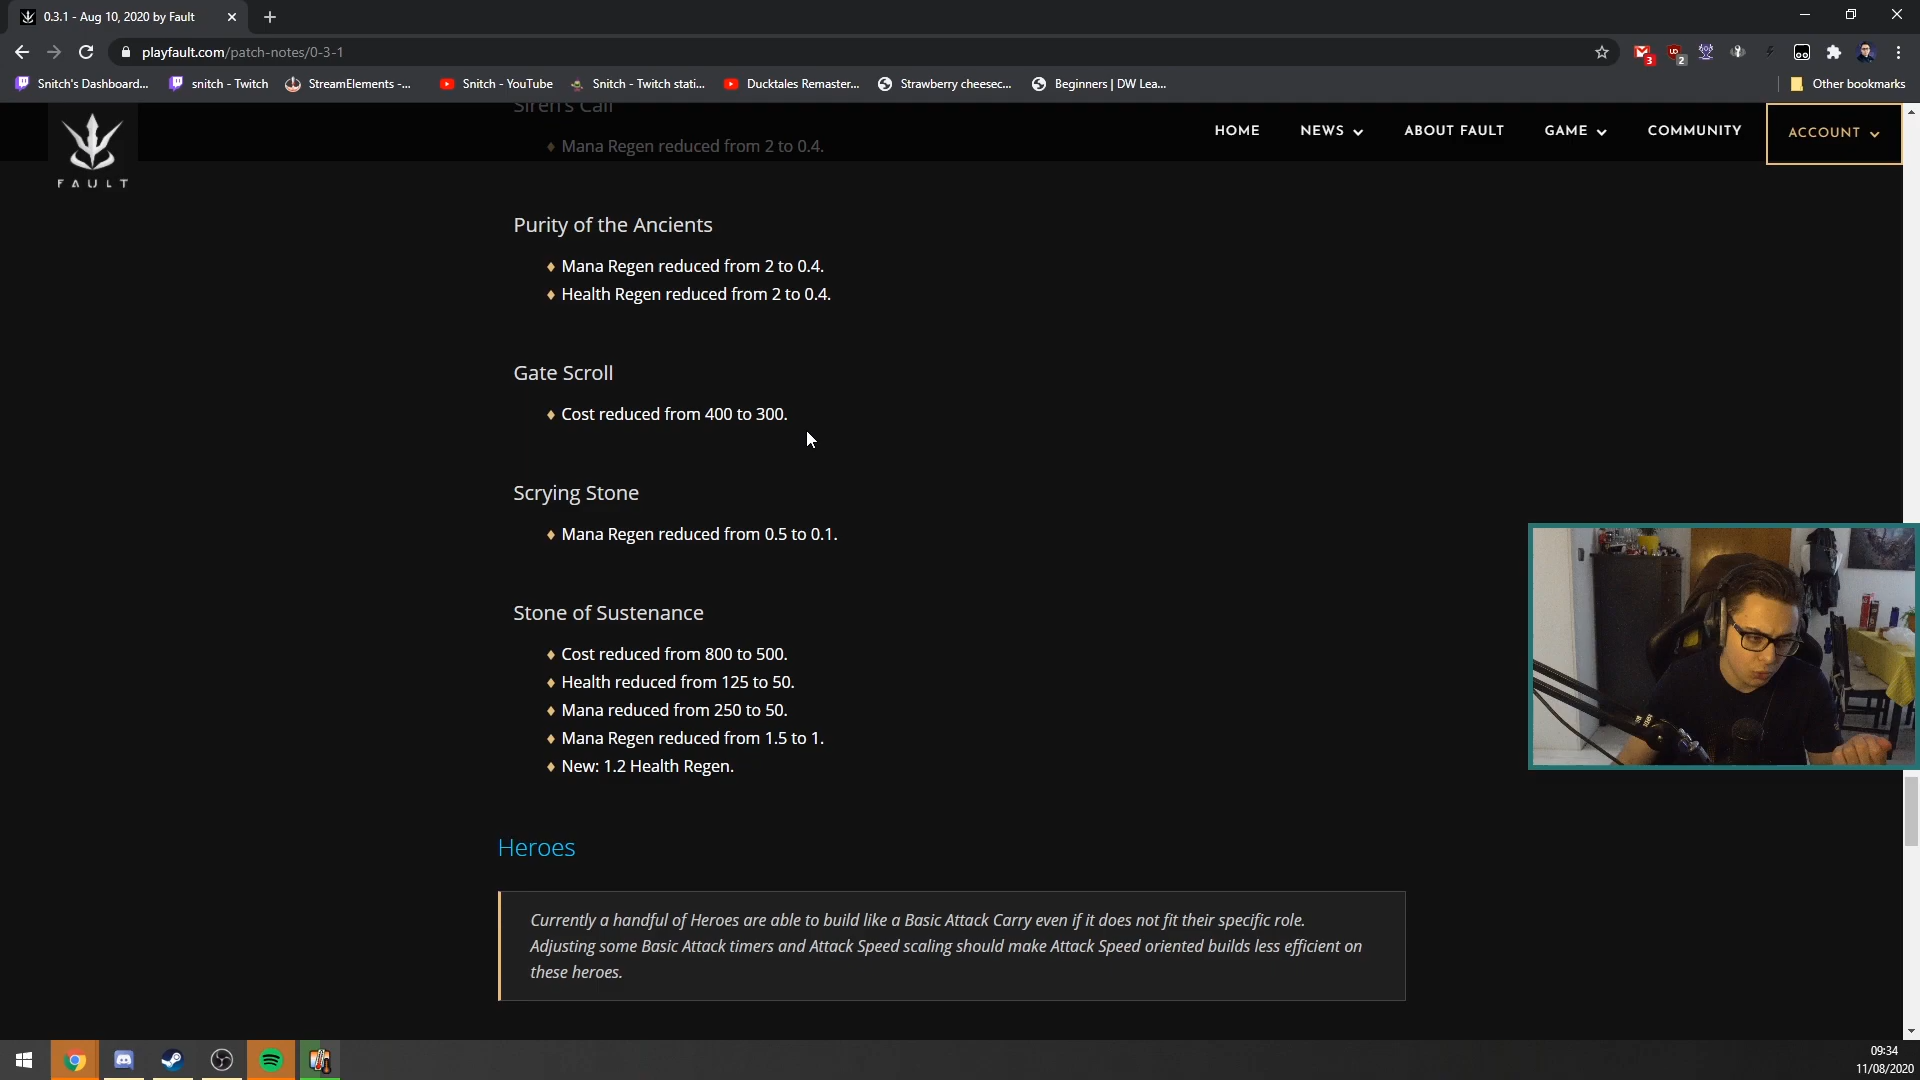 0.3.1 - Aug 10, 2020 by Fault
playfault.com/patch-notes/0-3-1
3
2
Snitch's Dashboard...
snitch - Twitch
StreamElements -...
Snitch - YouTube
Snitch - Twitch stati...
Ducktales Remaster...
Strawberry cheesec...
Beginners | DW Lea...
Other bookmarks
FAULT
HOME
NEWS
ABOUT FAULT
GAME
COMMUNITY
ACCOUNT
Siren's Call
Mana Regen reduced from 2 to 0.4.
Purity of the Ancients
Mana Regen reduced from 2 to 0.4.
Health Regen reduced from 2 to 0.4.
Gate Scroll
Cost reduced from 400 to 300.
Scrying Stone
Mana Regen reduced from 0.5 to 0.1.
Stone of Sustenance
Cost reduced from 800 to 500.
Health reduced from 125 to 50.
Mana reduced from 250 to 50.
Mana Regen reduced from 1.5 to 1.
New: 1.2 Health Regen.
Heroes
Currently a handful of Heroes are able to build like a Basic Attack Carry even if it does not fit their specific role.
Adjusting some Basic Attack timers and Attack Speed scaling should make Attack Speed oriented builds less efficient on
these heroes.
09:34
11/08/2020